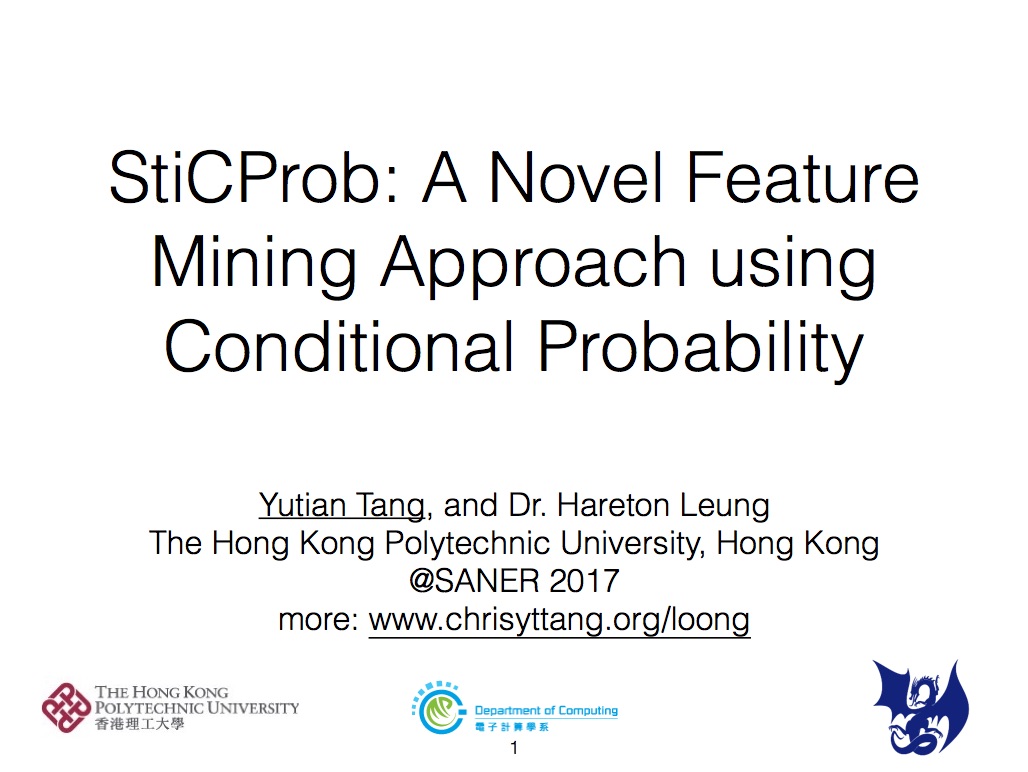 StiCProb: A Novel Feature
Mining Approach using
Conditional Probability
Yutian Tang, and Dr. Hareton Leung
The Hong Kong Polytechnic University, Hong Kong
@SANER 2017
more: www.chrisyttang.org/loong
THE HONG KONG
POLYTECHNIC UNIVERSITY
香港理工大學
Department of Computing
電子計算學系
1